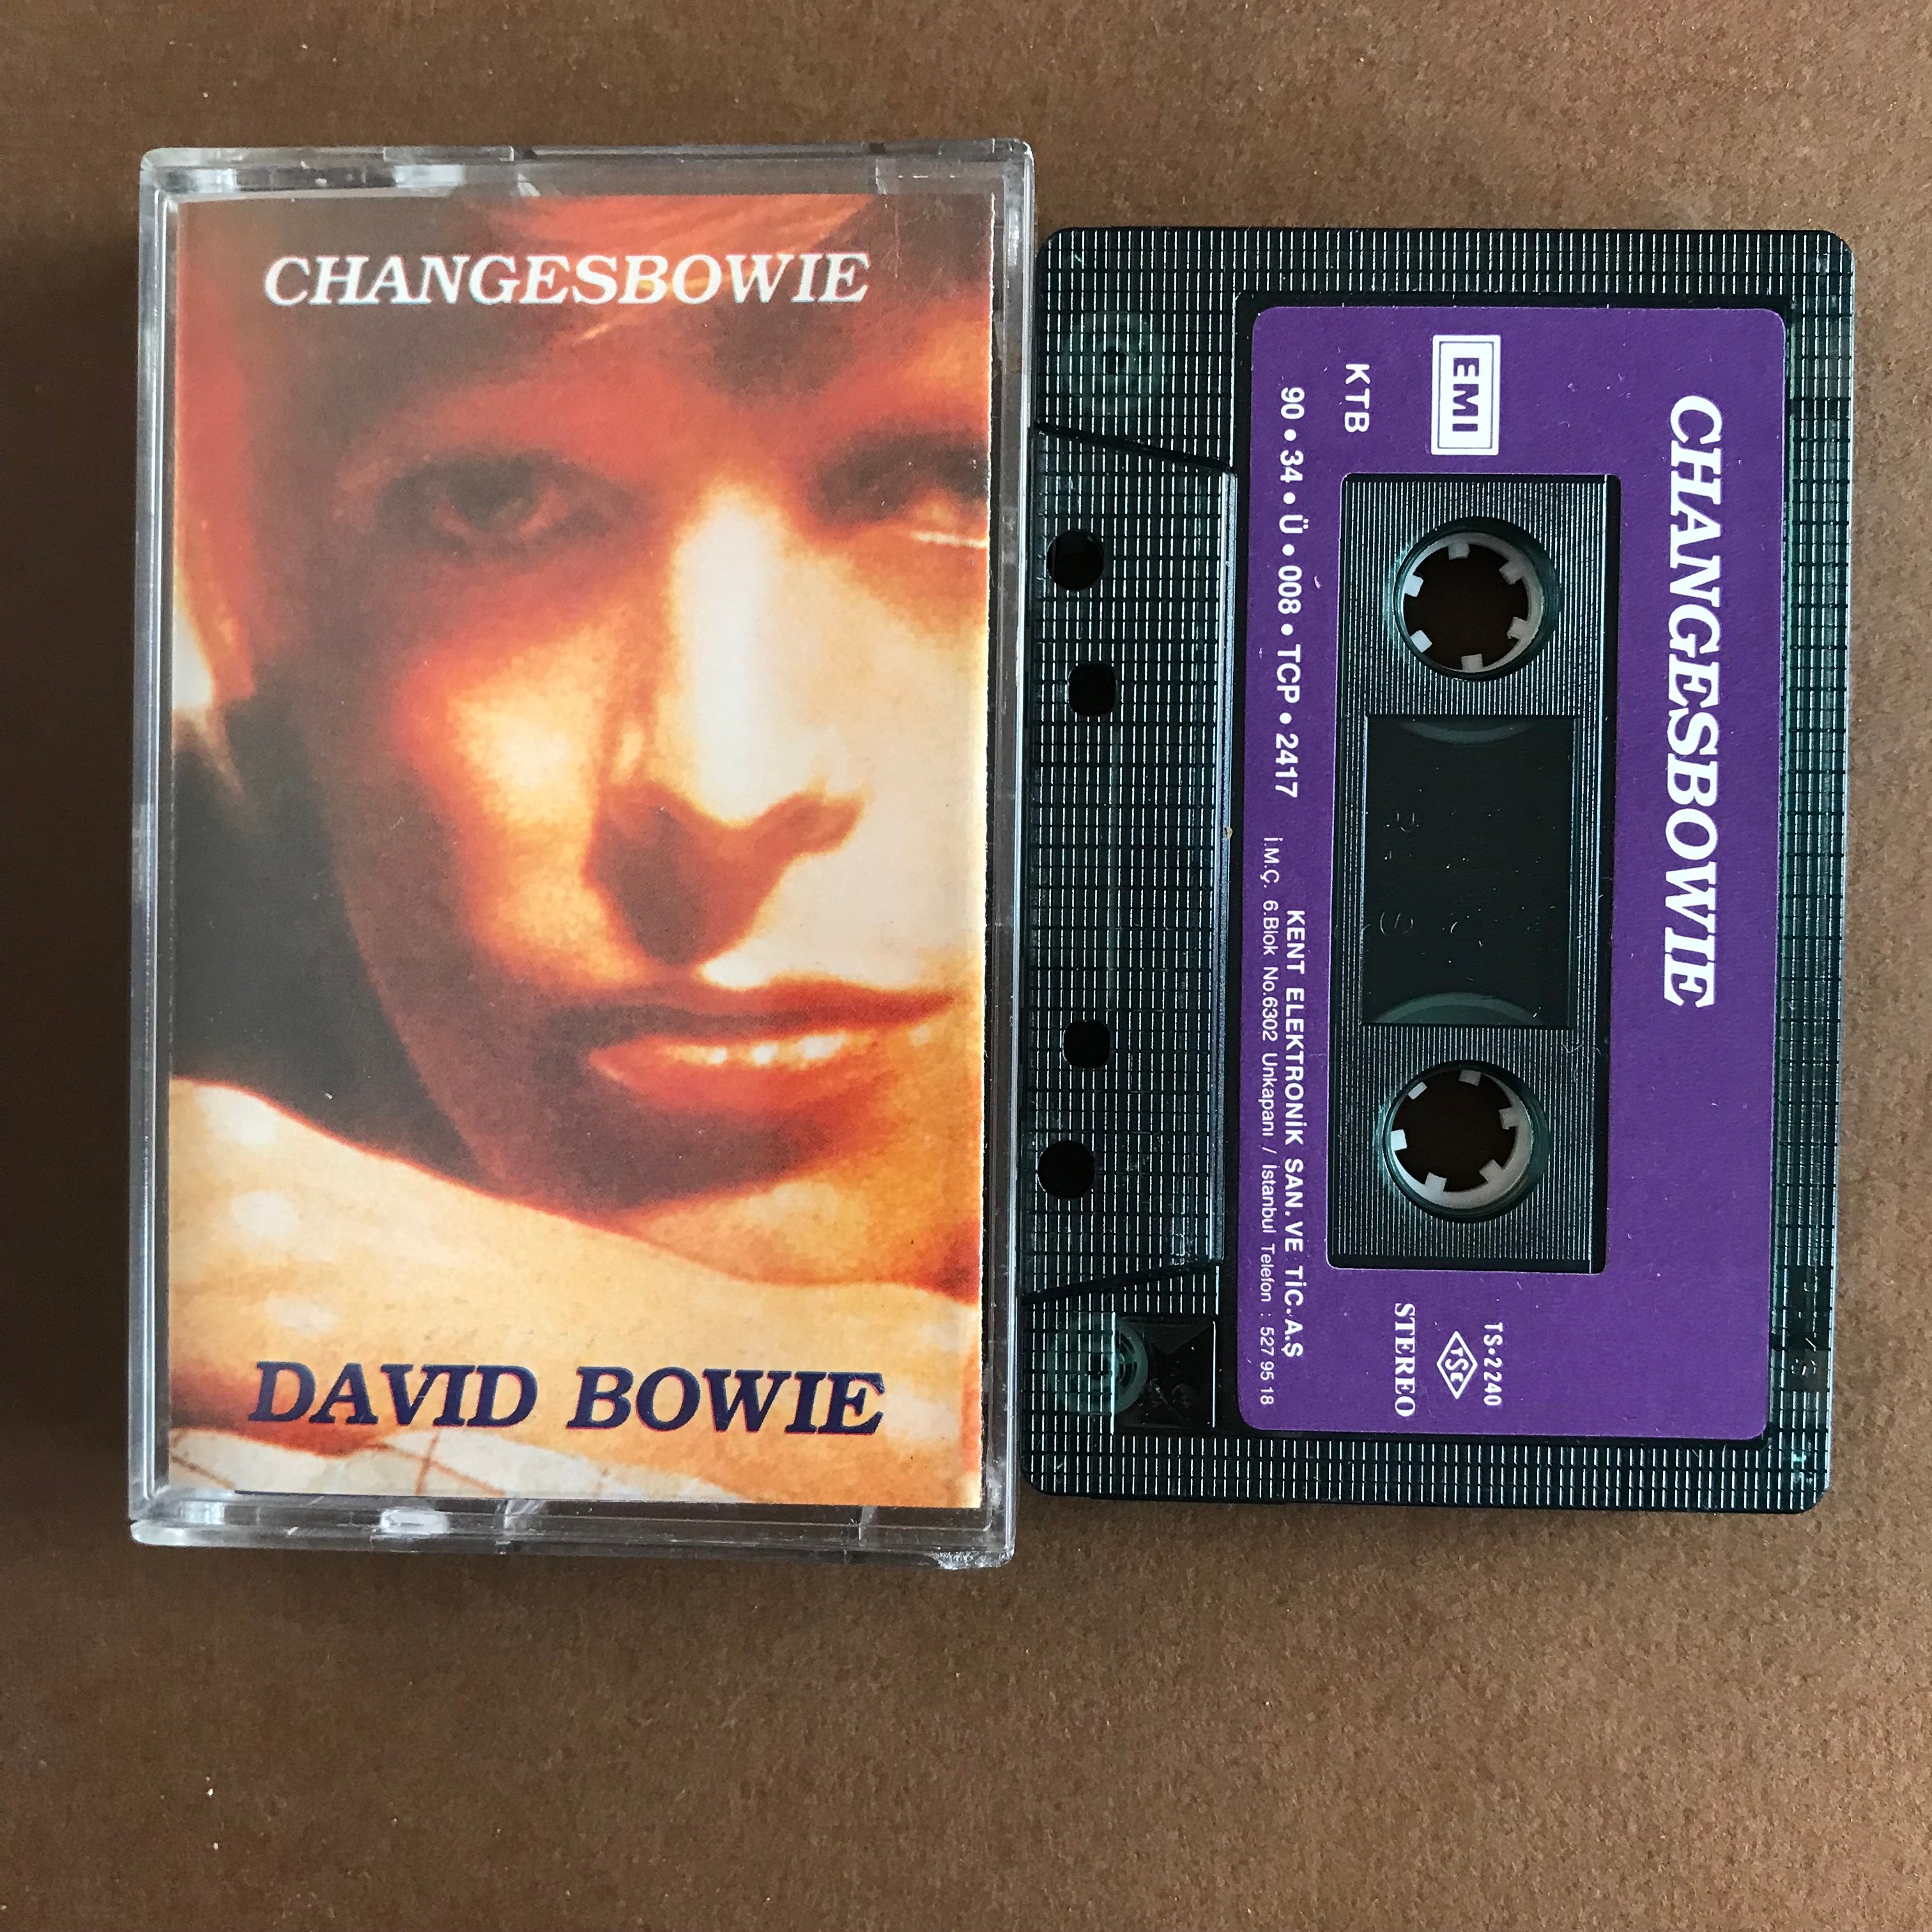 CHANGESBOWIE
DAVID BOWIE
CHANGESBOWIE
EMI
KTB
90•34•Ü•008•TCP•2417
TS•2240
TSE
STEREO
KENT ELEKTRONİK SAN. VE TİC. A.Ş
İ.M.Ç. 6.Blok No.6302 Unkapanı / İstanbul Telefon : 527 95 18